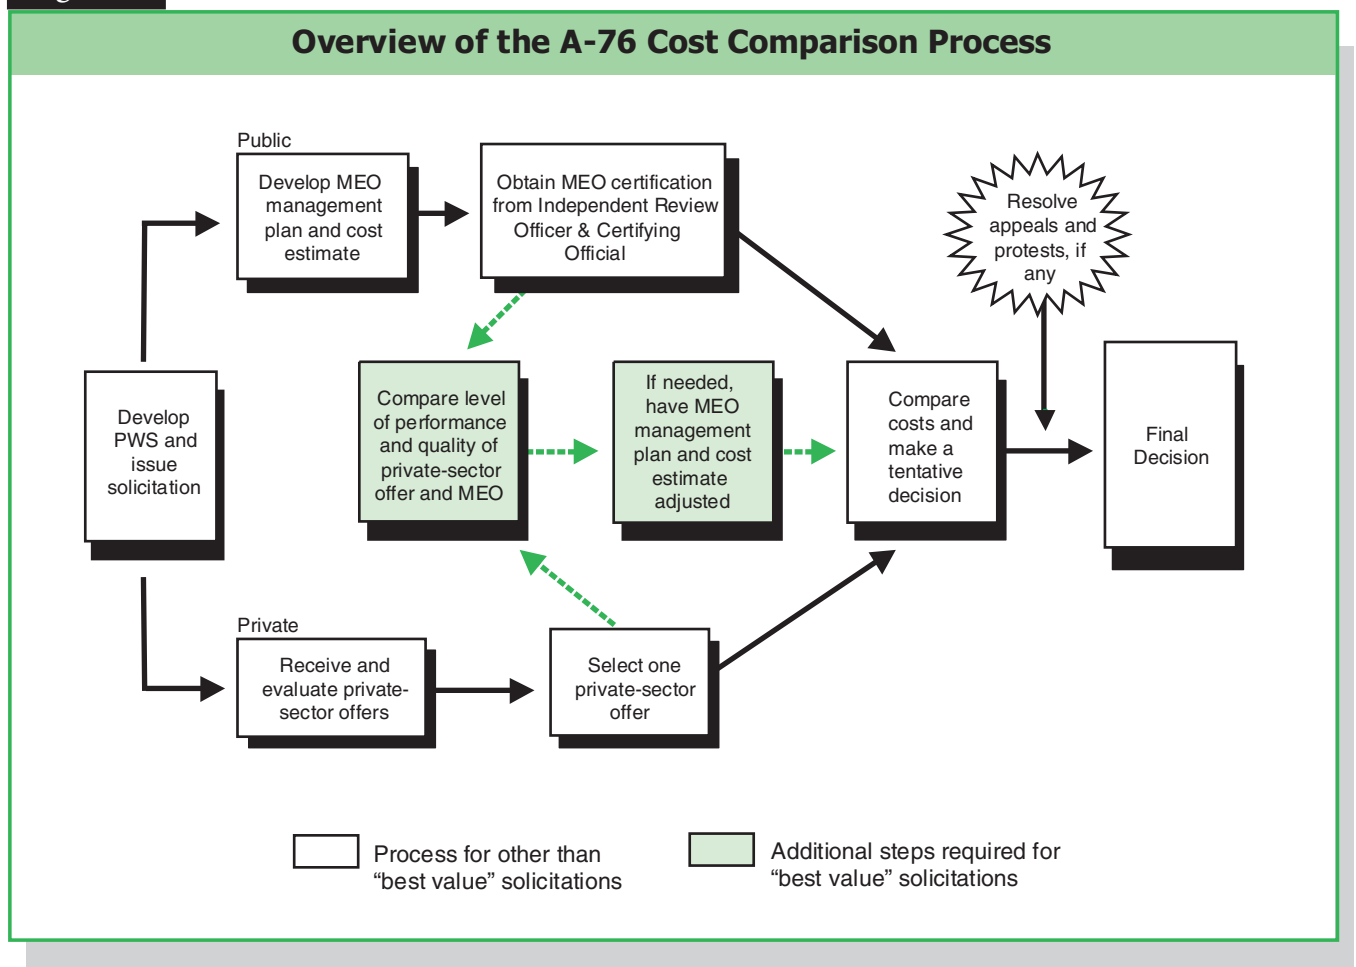 Overview of the A-76 Cost Comparison Process
Public
Develop MEO
management
plan and cost
estimate
Obtain MEO certification
from Independent Review
Officer & Certifying
Official
Resolve
appeals and
protests, if
any
Develop
PWS and
issue
solicitation
Compare level
of performance
and quality of
private-sector
offer and MEO
If needed,
have MEO
management
plan and cost
estimate
adjusted
Compare
costs and
make a
tentative
decision
Final
Decision
Private
Receive and
evaluate private-
sector offers
Select one
private-sector
offer
Process for other than
“best value” solicitations
Additional steps required for
“best value” solicitations